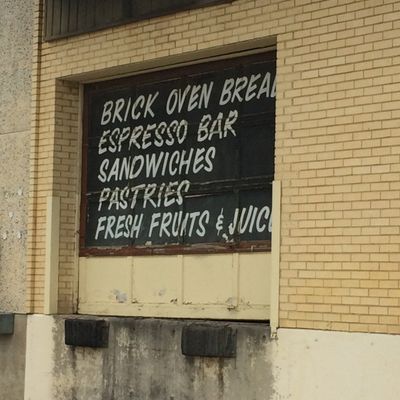 BRICK OVEN BREA
ESPRESSO BAR
SANDWICHES
PASTRIES
FRESH FRUITS & JUIC